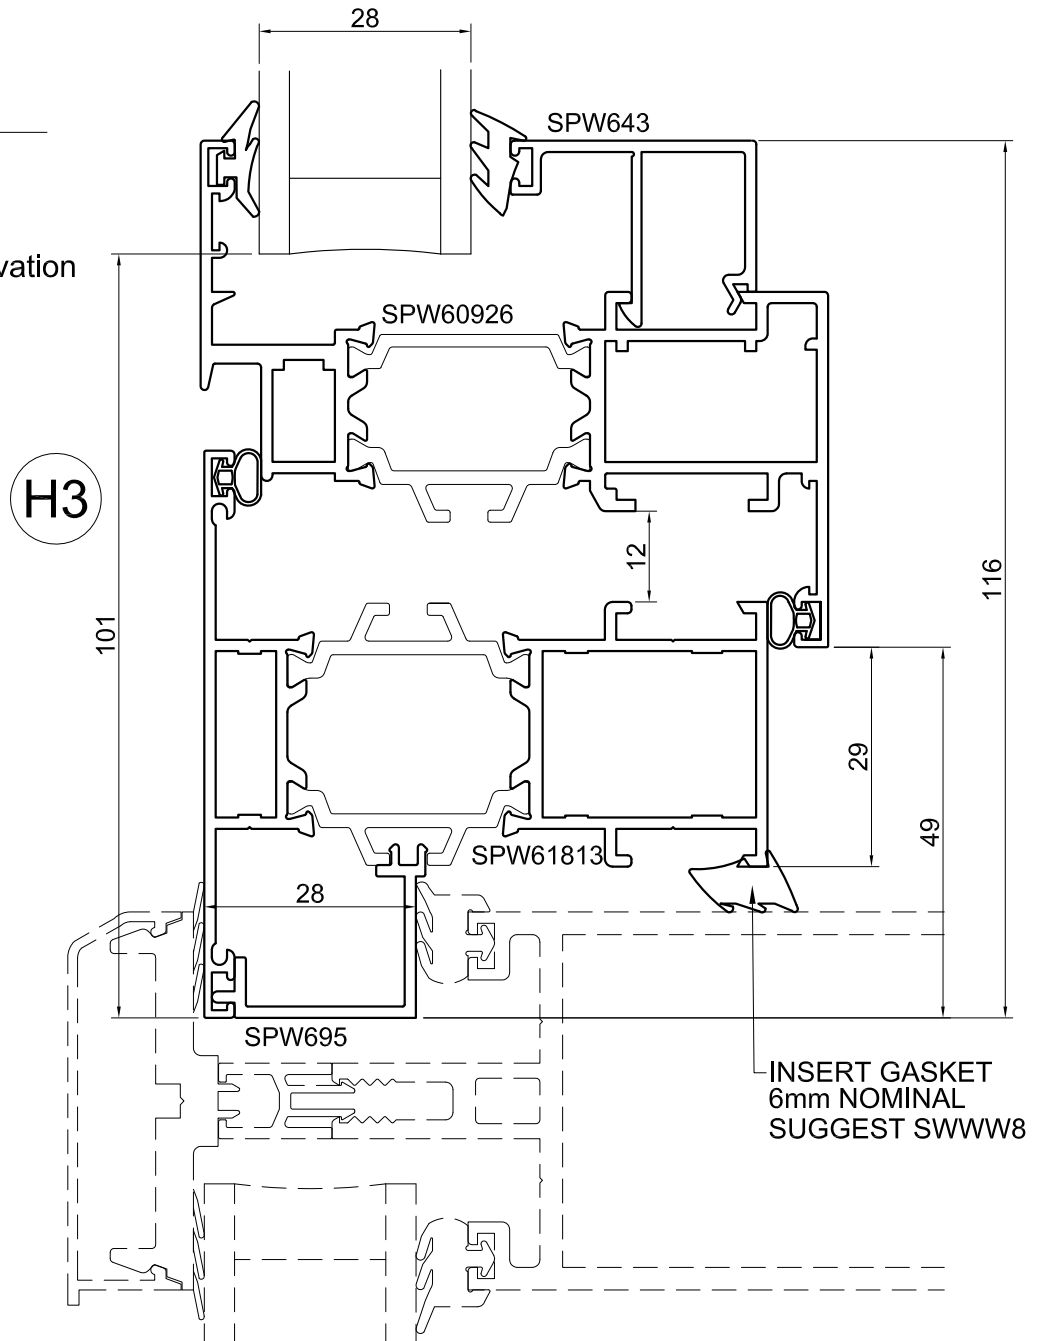 28
SPW643
vation
SPW60926
H3
12
116
101
29
49
SPW61813
28
SPW695
INSERT GASKET
6mm NOMINAL
SUGGEST SWWW8